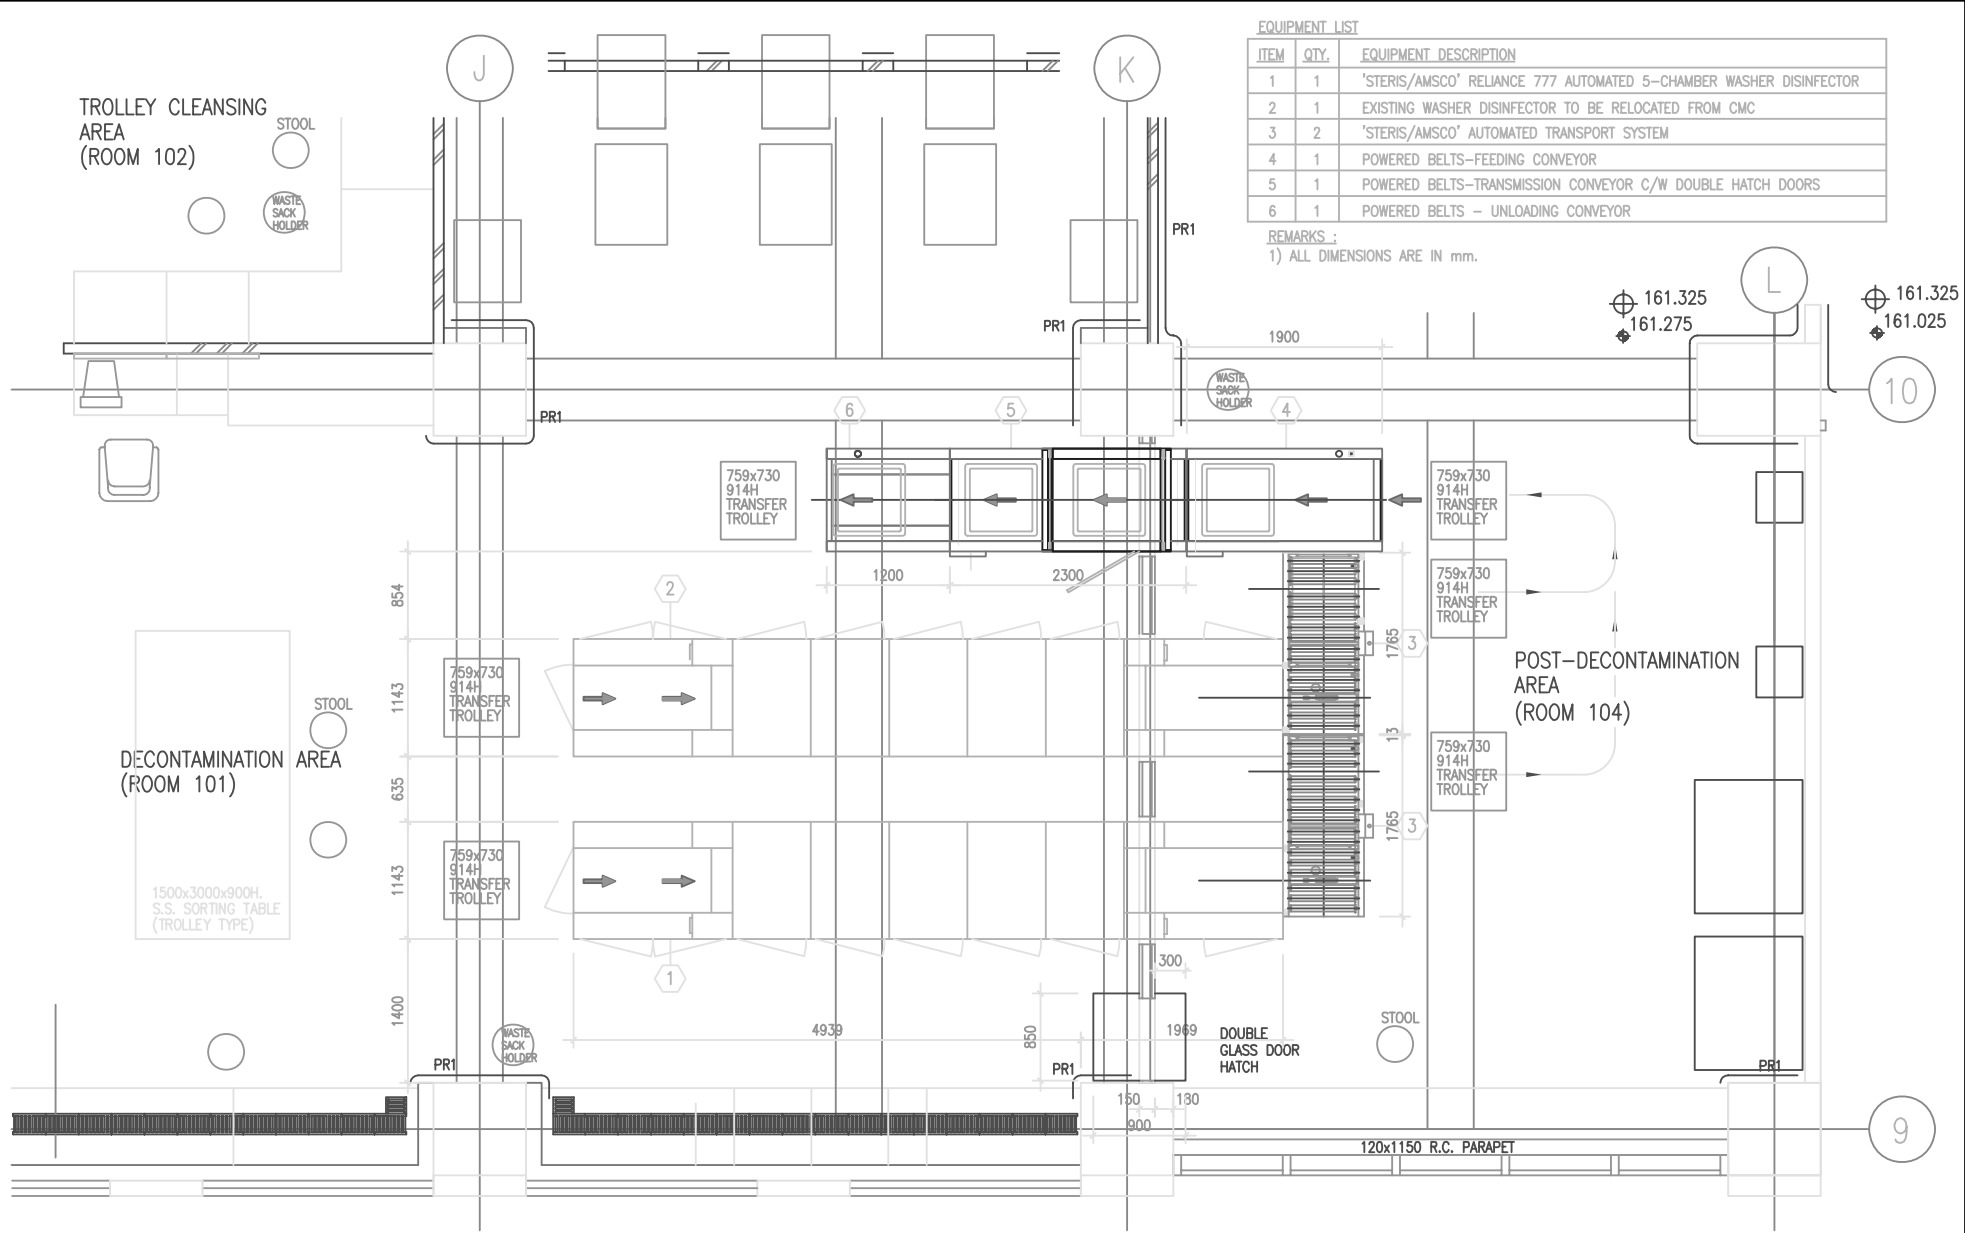 EQUIPMENT LIST
ITEM QTY. EQUIPMENT DESCRIPTION
1 1 'STERIS/AMSCO' RELIANCE 777 AUTOMATED 5-CHAMBER WASHER DISINFECTOR
2 1 EXISTING WASHER DISINFECTOR TO BE RELOCATED FROM CMC
3 2 'STERIS/AMSCO' AUTOMATED TRANSPORT SYSTEM
4 1 POWERED BELTS-FEEDING CONVEYOR
5 1 POWERED BELTS-TRANSMISSION CONVEYOR C/W DOUBLE HATCH DOORS
6 1 POWERED BELTS - UNLOADING CONVEYOR
REMARKS :
1) ALL DIMENSIONS ARE IN mm.
J
K
L
TROLLEY CLEANSING
AREA
(ROOM 102)
STOOL
WASTE
SACK
HOLDER
PR1
PR1
PR1
161.325
161.275
161.325
161.025
1900
10
WASTE
SACK
HOLDER
6
5
4
759x730
914H
TRANSFER
TROLLEY
759x730
914H
TRANSFER
TROLLEY
759x730
914H
TRANSFER
TROLLEY
1200
2300
854
2
1765
3
759x730
914H
TRANSFER
TROLLEY
1143
POST-DECONTAMINATION
AREA
(ROOM 104)
STOOL
13
759x730
914H
TRANSFER
TROLLEY
DECONTAMINATION AREA
(ROOM 101)
635
1765
3
759x730
914H
TRANSFER
TROLLEY
1143
1500x3000x900H.
S.S. SORTING TABLE
(TROLLEY TYPE)
1
300
1400
4939
850
1969
DOUBLE
GLASS DOOR
HATCH
STOOL
WASTE
SACK
HOLDER
PR1
PR1
PR1
150
130
900
9
120x1150 R.C. PARAPET